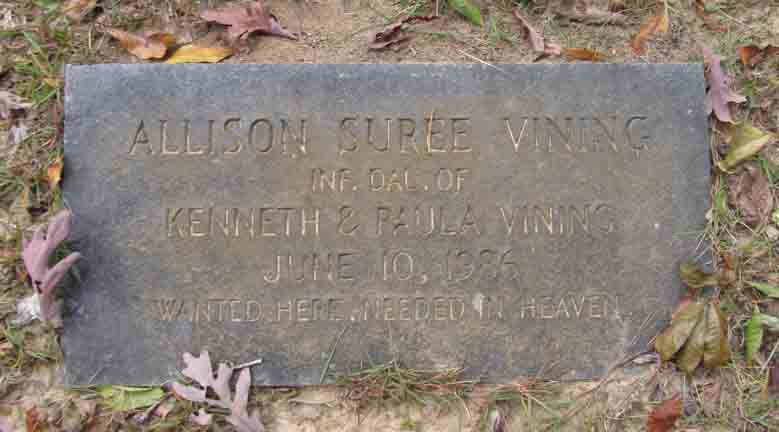 ALLISON SUREE VINING
INF. DAU. OF
KENNETH & PAULA VINING
JUNE 10, 1986
WANTED HERE, NEEDED IN HEAVEN.